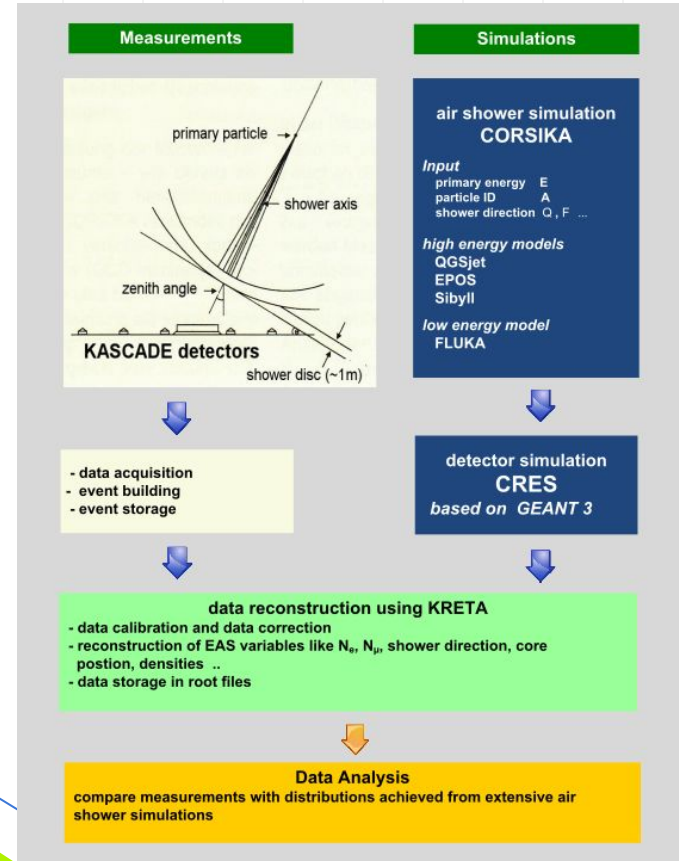 Measurements
primary particle
shower axis
zenith angle
KASCADE detectors
shower disc (~1m)
- data acquisition
- event building
- event storage
Simulations
air shower simulation
CORSIKA
Input
primary energy E
particle ID A
shower direction Q , F ...
high energy models
QGSjet
EPOS
Sibyll
low energy model
FLUKA
detector simulation
CRES
based on GEANT 3
data reconstruction using KRETA
- data calibration and data correction
- reconstruction of EAS variables like Nₑ, Nμ, shower direction, core
postion, densities ..
- data storage in root files
Data Analysis
compare measurements with distributions achieved from extensive air
shower simulations